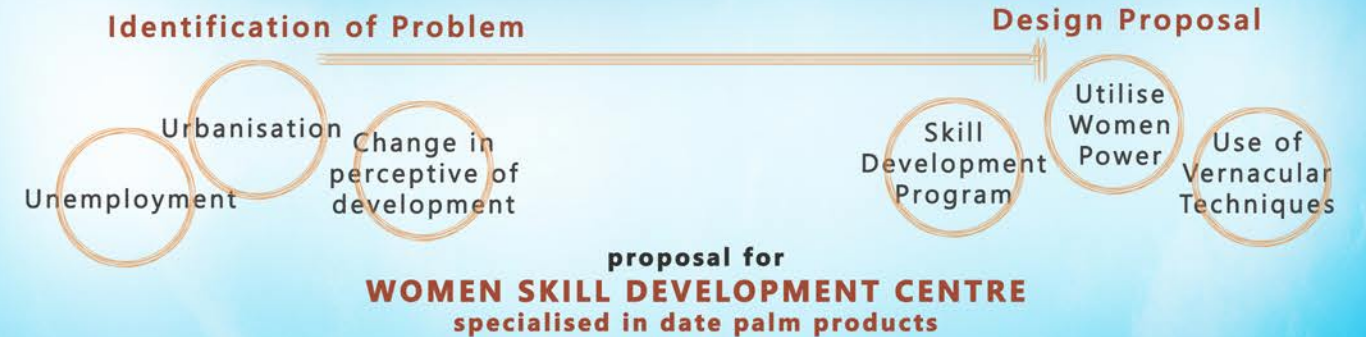 Identification of Problem
Unemployment
Urbanisation
Change in
perceptive of
development
Design Proposal
Skill
Development
Program
Utilise
Women
Power
Use of
Vernacular
Techniques
proposal for
WOMEN SKILL DEVELOPMENT CENTRE
specialised in date palm products